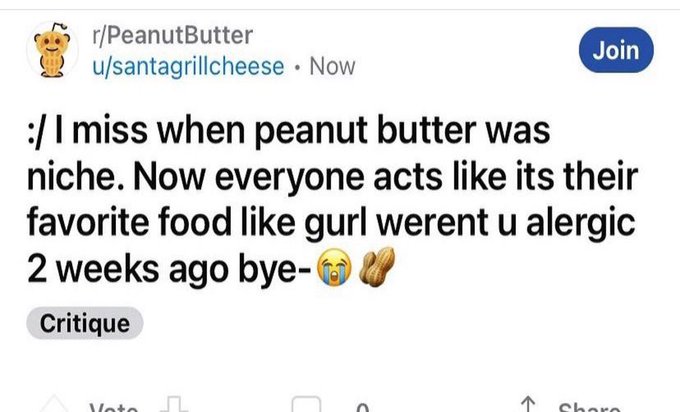 r/PeanutButter
u/santagrillcheese • Now
Join
:/ I miss when peanut butter was
niche. Now everyone acts like its their
favorite food like gurl werent u alergic
2 weeks ago bye-😭🥜
Critique
Vote
0
Share